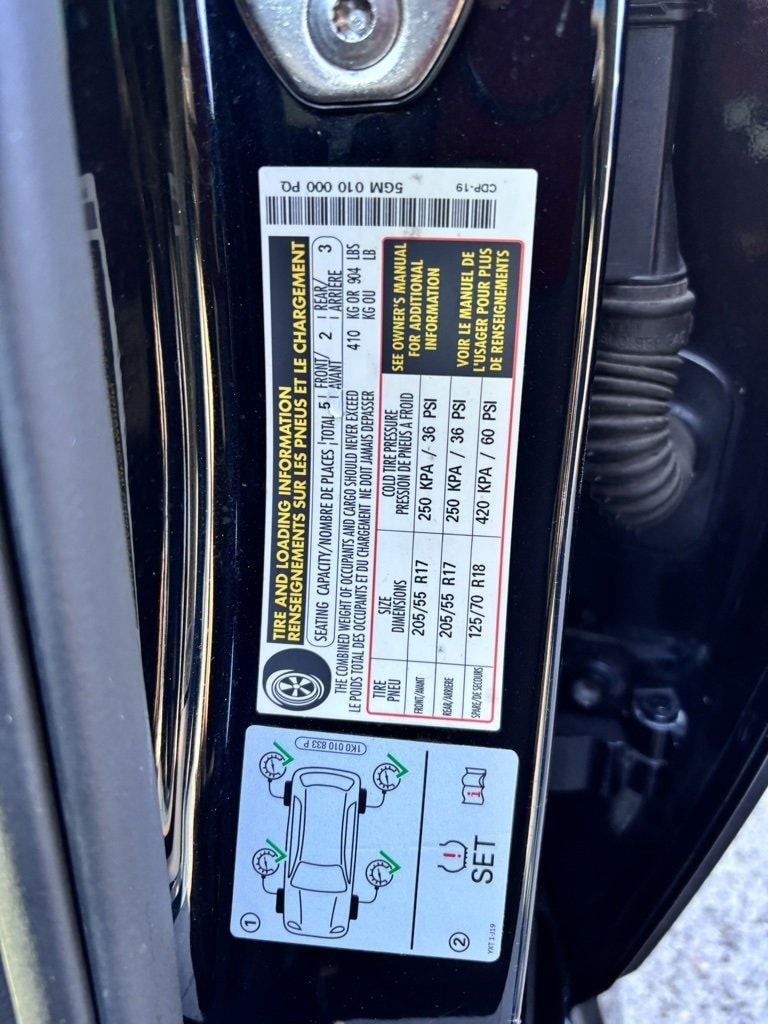 CDP-19
5GM 010 000 PQ
TIRE AND LOADING INFORMATION
RENSEIGNEMENTS SUR LES PNEUS ET LE CHARGEMENT
SEATING CAPACITY/NOMBRE DE PLACES | TOTAL 5 | FRONT/AVANT 2 | REAR/ARRIÈRE 3
THE COMBINED WEIGHT OF OCCUPANTS AND CARGO SHOULD NEVER EXCEED 410 KG OR 904 LBS
LE POIDS TOTAL DES OCCUPANTS ET DU CHARGEMENT NE DOIT JAMAIS DEPASSER KG OU LB
TIRE SIZE COLD TIRE PRESSURE
PNEU DIMENSIONS PRESSION DE PNEUS A FROID
FRONT/AVANT 205/55 R17 250 KPA / 36 PSI
REAR/ARRIERE 205/55 R17 250 KPA / 36 PSI
SPARE/DE SECOURS 125/70 R18 420 KPA / 60 PSI
SEE OWNER'S MANUAL
FOR ADDITIONAL
INFORMATION
VOIR LE MANUEL DE
L'USAGER POUR PLUS
DE RENSEIGNEMENTS
1
1K0 010 833 P
2
SET
YXT 1-J19